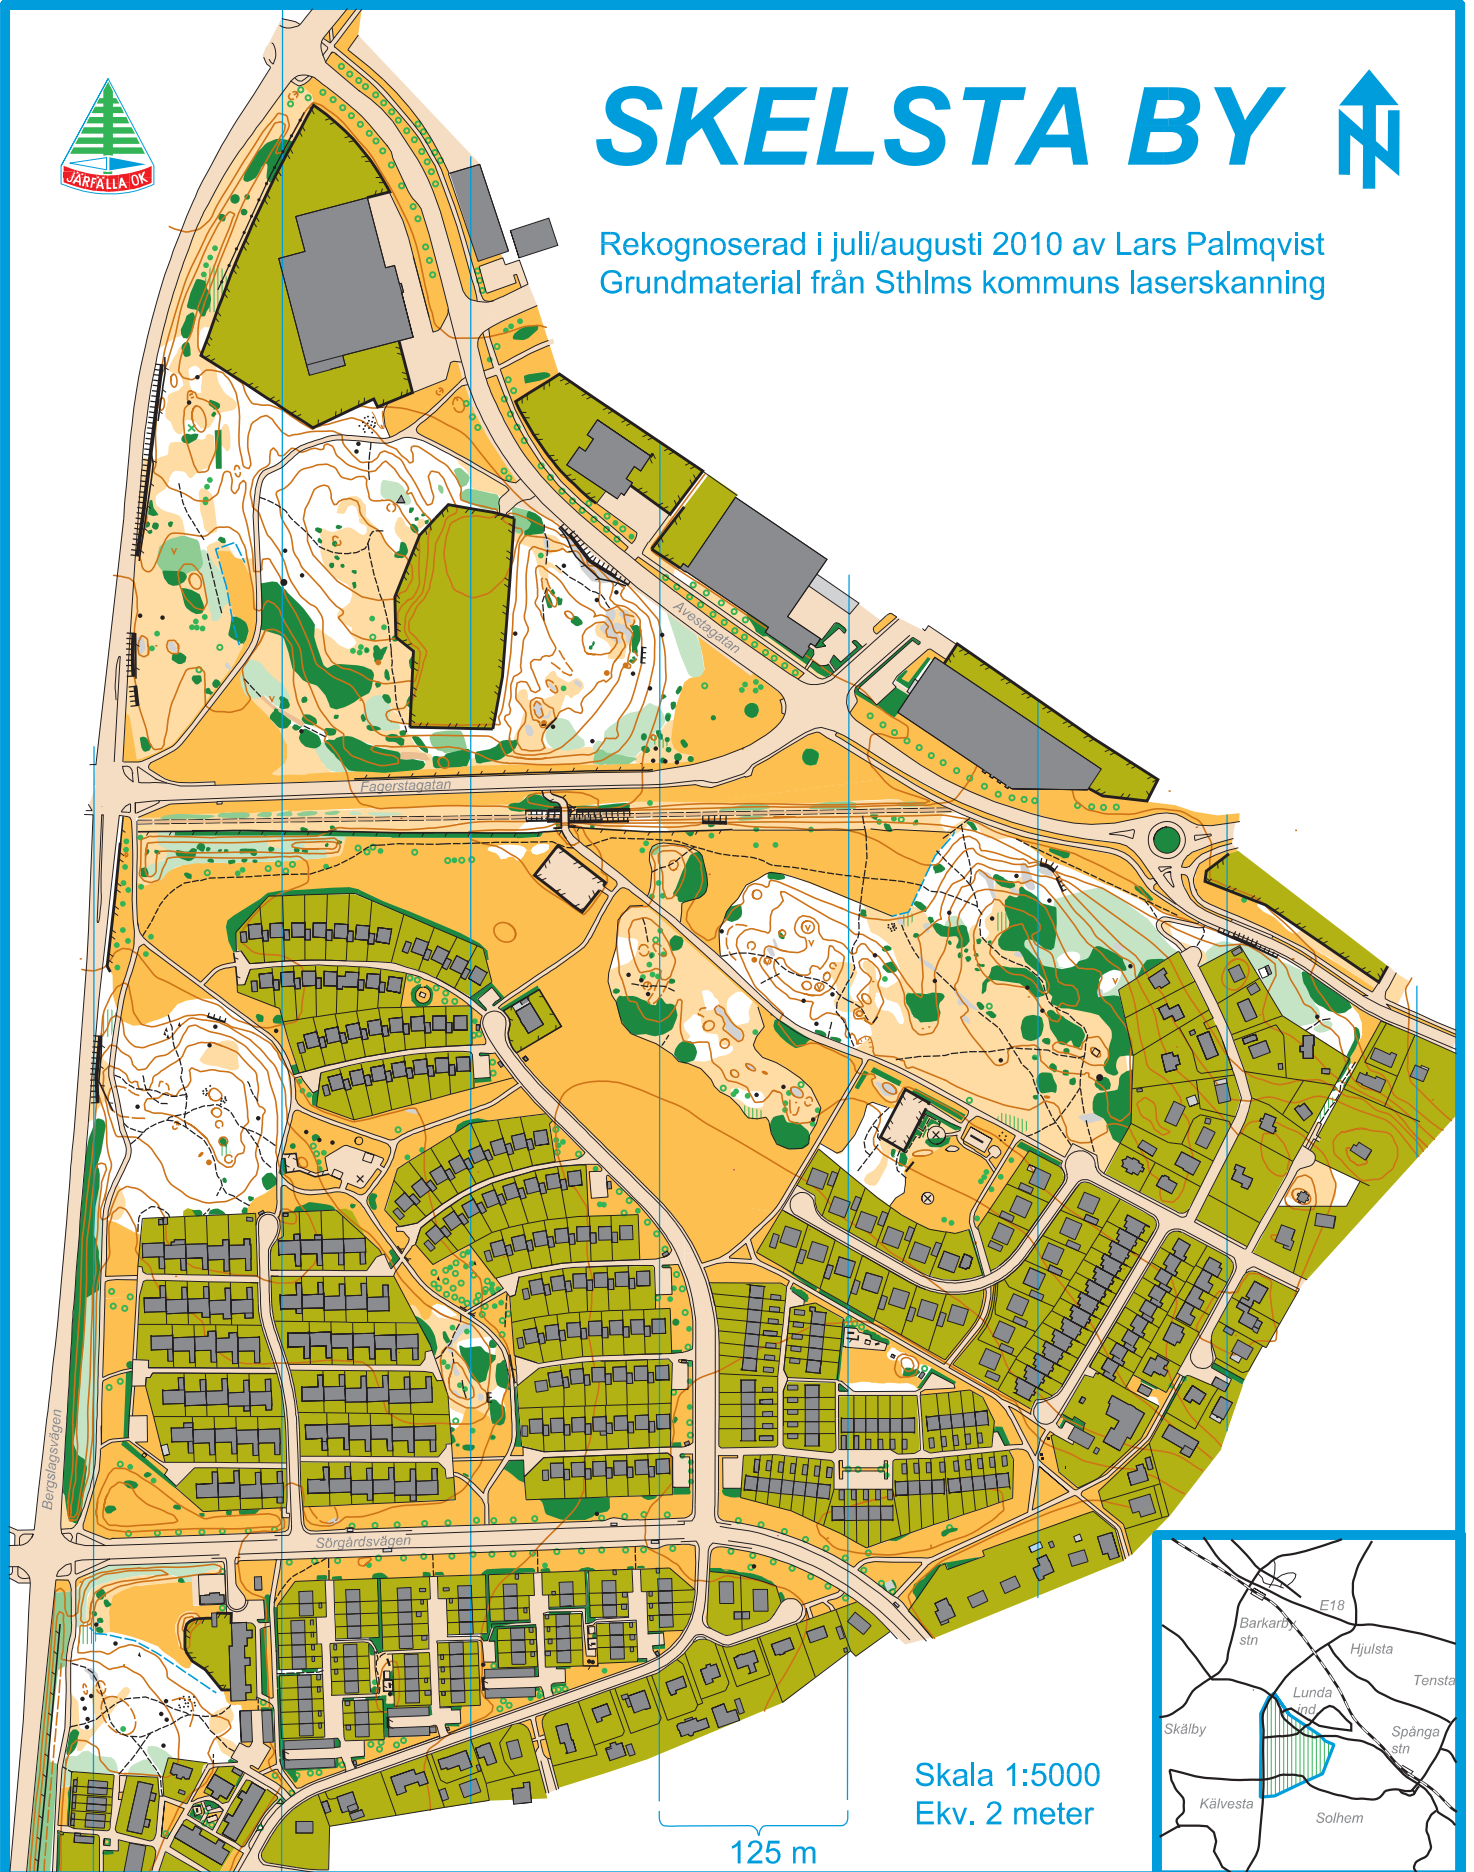 SKELSTA BY
N
JÄRFÄLLA OK
Rekognoserad i juli/augusti 2010 av Lars Palmqvist
Grundmaterial från Sthlms kommuns laserskanning
Avestagatan
Fagerstagatan
Bergslagsvägen
Sörgårdsvägen
E18
Barkarby
stn
Hjulsta
Tensta
Lunda
ind
Skälby
Spånga
stn
Kälvesta
Solhem
Skala 1:5000
Ekv. 2 meter
125 m